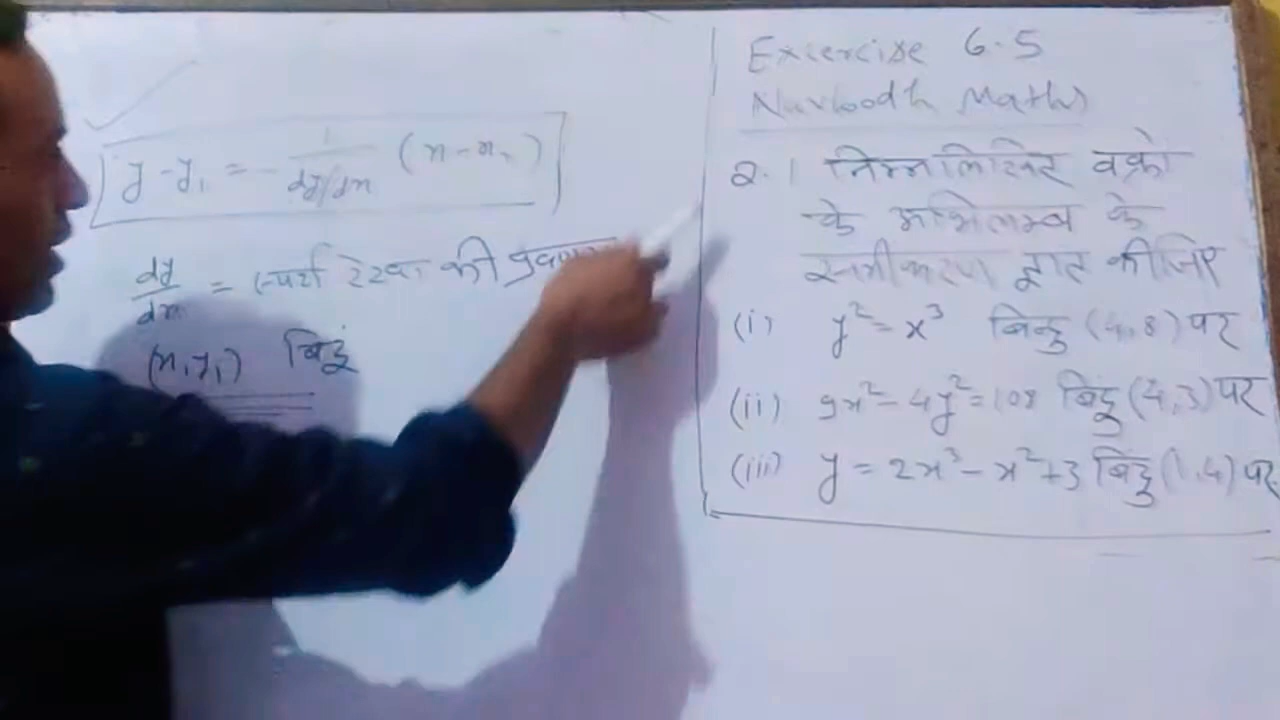 y - y₁ = - 1/dy/dx (x - x₁)
dy/dx = स्पर्श रेखा की प्रवणता
(x₁ y₁) बिंदु
Excercise 6.5
Navboodh Maths
Q.1 निम्नलिखित वक्रो
के अभिलम्ब के
समीकरण ज्ञात कीजिए
(i) y² = x³ बिन्दु (4,8) पर
(ii) 9x² - 4y² = 108 बिंदु (4,3) पर
(iii) y = 2x³ - x² + 3 बिंदु (1,4) पर